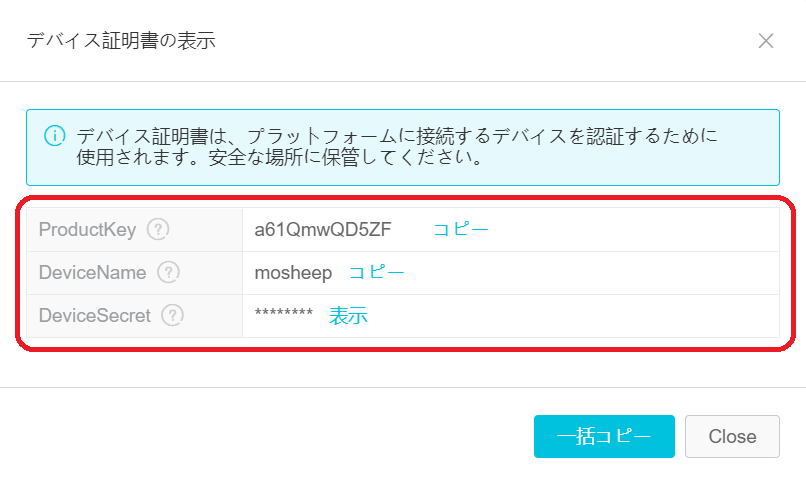 デバイス証明書の表示
デバイス証明書は、プラットフォームに接続するデバイスを認証するために
使用されます。安全な場所に保管してください。
ProductKey ? a61QmwQD5ZF コピー
DeviceName ? mosheep コピー
DeviceSecret ? ******** 表示
一括コピー Close